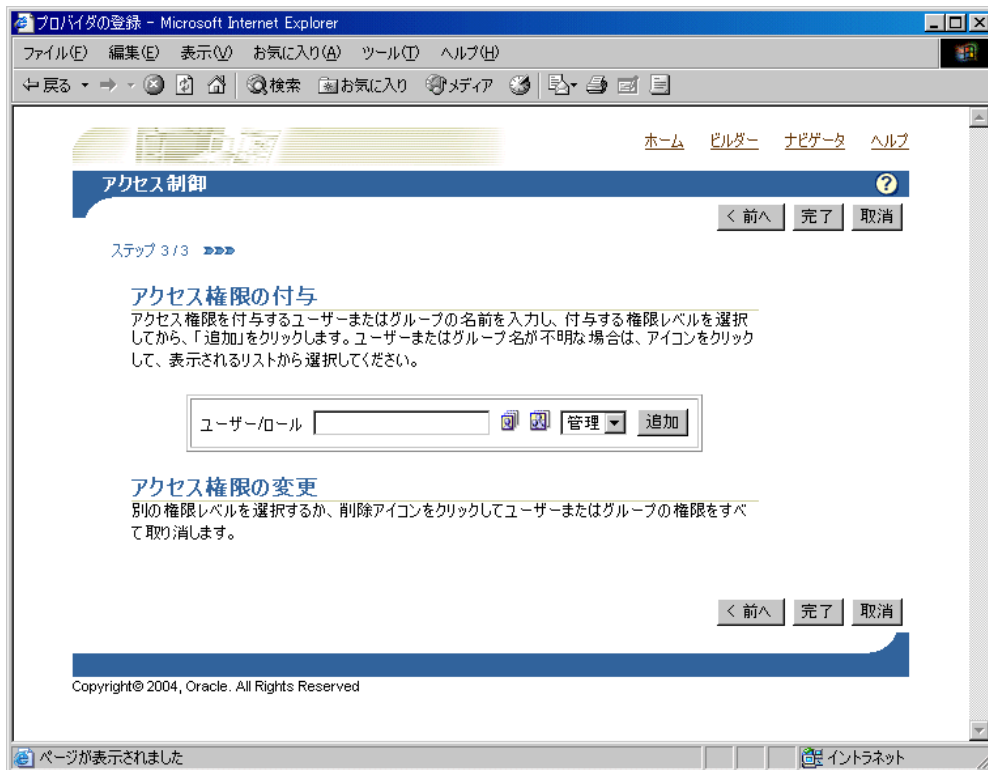 プロバイダの登録 - Microsoft Internet Explorer
ファイル(F) 編集(E) 表示(V) お気に入り(A) ツール(T) ヘルプ(H)
戻る 検索 お気に入り メディア
ホーム ビルダー ナビゲータ ヘルプ
アクセス制御 ?
< 前へ 完了 取消
ステップ 3 / 3
アクセス権限の付与
アクセス権限を付与するユーザーまたはグループの名前を入力し、付与する権限レベルを選択
してから、「追加」をクリックします。ユーザーまたはグループ名が不明な場合は、アイコンをクリック
して、表示されるリストから選択してください。
ユーザー/ロール 管理 追加
アクセス権限の変更
別の権限レベルを選択するか、削除アイコンをクリックしてユーザーまたはグループの権限をすべ
て取り消します。
< 前へ 完了 取消
Copyright© 2004, Oracle. All Rights Reserved
ページが表示されました イントラネット